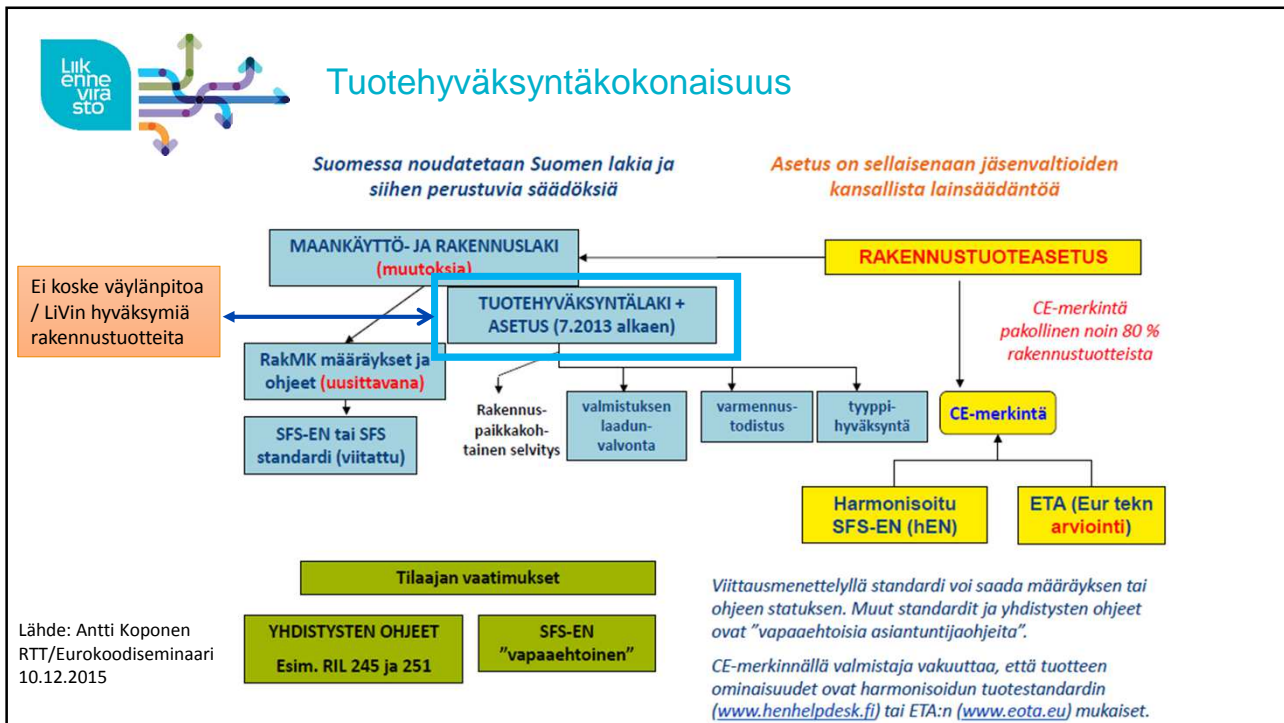 Liik
enne
vira
sto
Tuotehyväksyntäkokonaisuus
Suomessa noudatetaan Suomen lakia ja
siihen perustuvia säädöksiä
Asetus on sellaisenaan jäsenvaltioiden
kansallista lainsäädäntöä
MAANKÄYTTÖ- JA RAKENNUSLAKI
(muutoksia)
RAKENNUSTUOTEASETUS
Ei koske väylänpitoa
/ LiVin hyväksymiä
rakennustuotteita
TUOTEHYVÄKSYNTÄLAKI +
ASETUS (7.2013 alkaen)
CE-merkintä
pakollinen noin 80 %
rakennustuotteista
RakMK määräykset ja
ohjeet (uusittavana)
SFS-EN tai SFS
standardi (viitattu)
Rakennus-
paikkakoh-
tainen selvitys
valmistuksen
laadun-
valvonta
varmennus-
todistus
tyyppi-
hyväksyntä
CE-merkintä
Harmonisoitu
SFS-EN (hEN)
ETA (Eur tekn
arviointi)
Tilaajan vaatimukset
YHDISTYSTEN OHJEET
Esim. RIL 245 ja 251
SFS-EN
"vapaaehtoinen"
Viittausmenettelyllä standardi voi saada määräyksen tai
ohjeen statuksen. Muut standardit ja yhdistysten ohjeet
ovat "vapaaehtoisia asiantuntijaohjeita".
CE-merkinnällä valmistaja vakuuttaa, että tuotteen
ominaisuudet ovat harmonisoidun tuotestandardin
(www.henhelpdesk.fi) tai ETA:n (www.eota.eu) mukaiset.
Lähde: Antti Koponen
RTT/Eurokoodiseminaari
10.12.2015